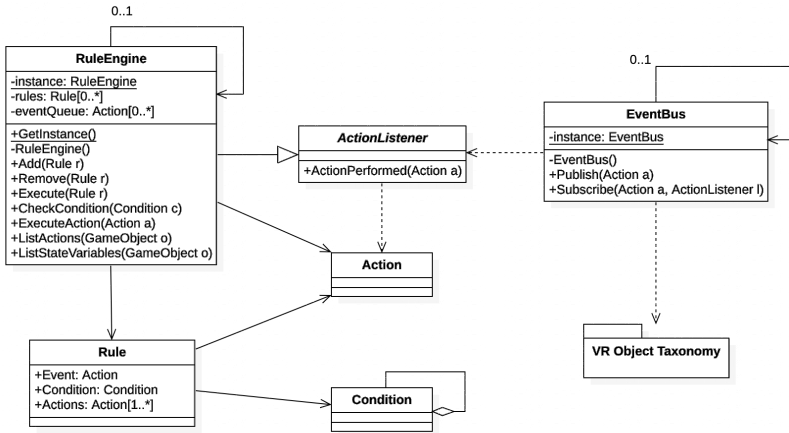 0..1
RuleEngine
-instance: RuleEngine
-rules: Rule[0..*]
-eventQueue: Action[0..*]
+GetInstance()
-RuleEngine()
+Add(Rule r)
+Remove(Rule r)
+Execute(Rule r)
+CheckCondition(Condition c)
+ExecuteAction(Action a)
+ListActions(GameObject o)
+ListStateVariables(GameObject o)
ActionListener
+ActionPerformed(Action a)
0..1
EventBus
-instance: EventBus
-EventBus()
+Publish(Action a)
+Subscribe(Action a, ActionListener l)
Action
Rule
+Event: Action
+Condition: Condition
+Actions: Action[1..*]
Condition
VR Object Taxonomy